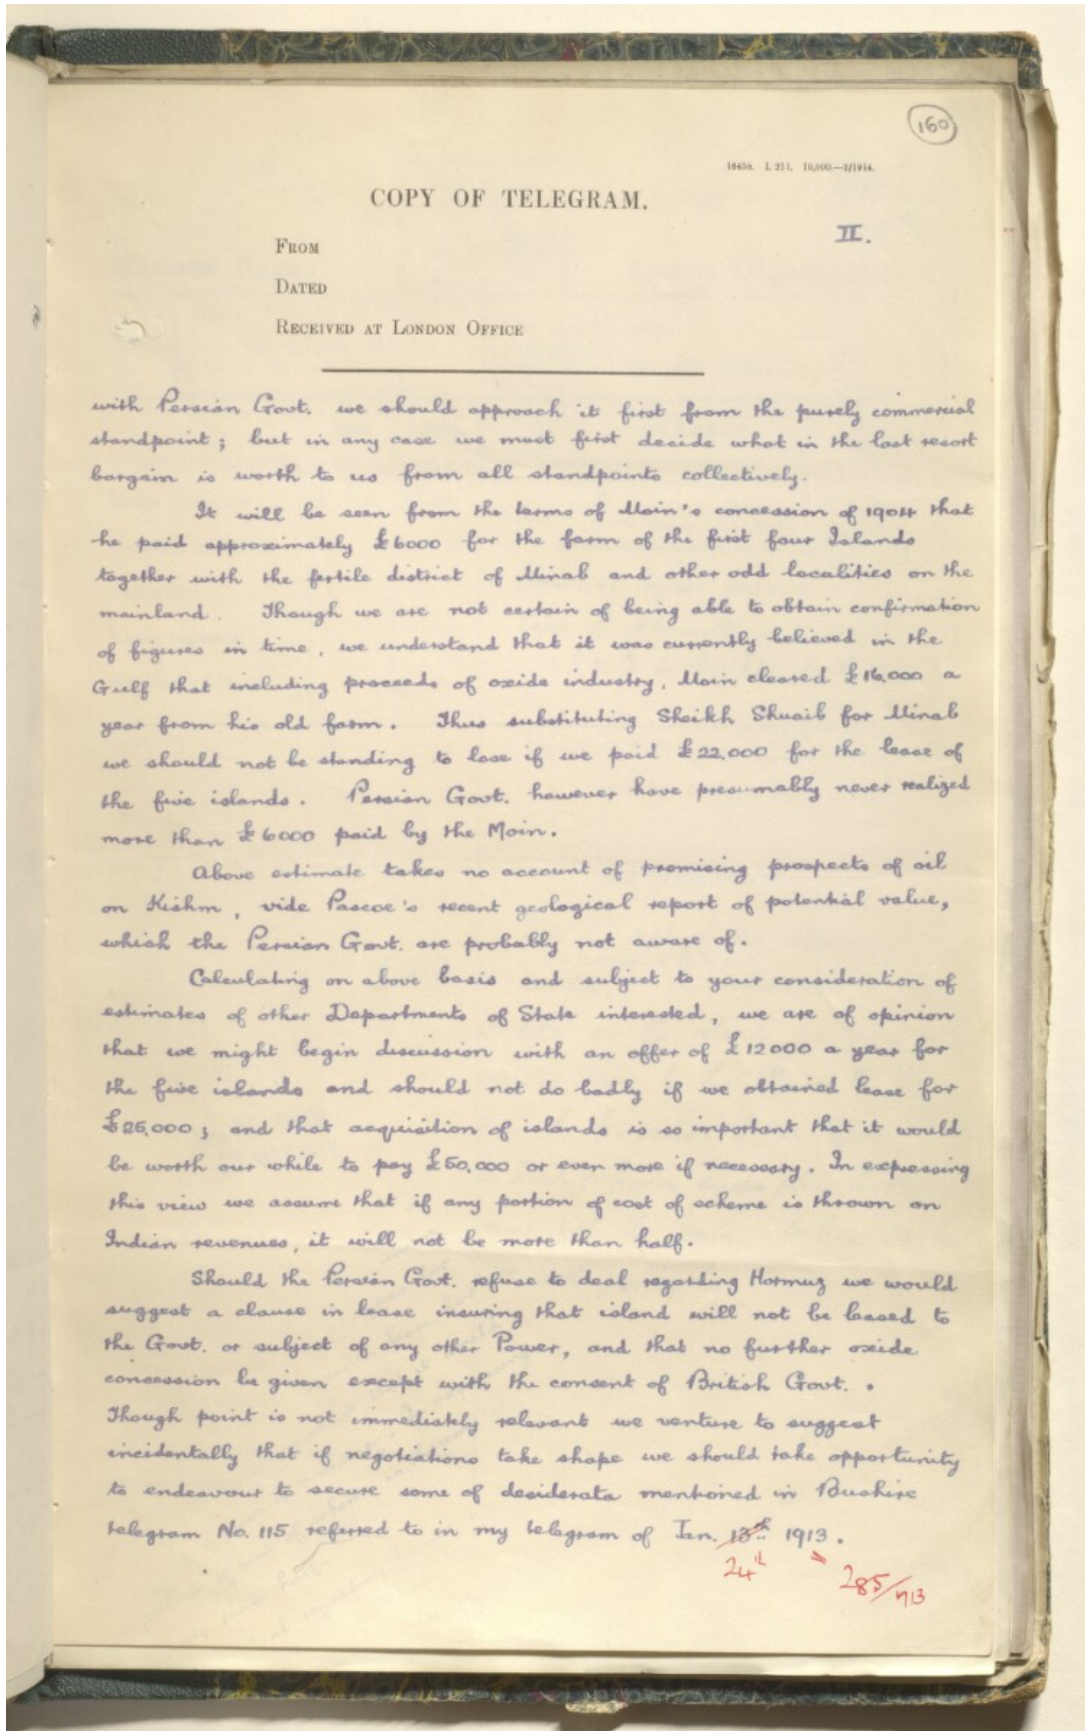 160
16458. I. 211. 10,000.—2/1914.
COPY OF TELEGRAM.
II.
FROM
DATED
RECEIVED AT LONDON OFFICE
with Persian Govt. we should approach it first from the purely commercial
standpoint; but in any case we must first decide what in the last resort
bargain is worth to us from all standpoints collectively.
It will be seen from the terms of Moin's concession of 1904 that
he paid approximately £6000 for the farm of the first four Islands
together with the fertile district of Minab and other odd localities on the
mainland. Though we are not certain of being able to obtain confirmation
of figures in time, we understand that it was currently believed in the
Gulf that including proceeds of oxide industry, Moin cleared £16,000 a
year from his old farm. Thus substituting Sheikh Shuaib for Minab
we should not be standing to lose if we paid £22,000 for the lease of
the five islands. Persian Govt. however have presumably never realized
more than £6000 paid by the Moin.
Above estimate takes no account of promising prospects of oil
on Kishm, vide Pascoe's recent geological report of potential value,
which the Persian Govt. are probably not aware of.
Calculating on above basis and subject to your consideration of
estimates of other Departments of State interested, we are of opinion
that we might begin discussion with an offer of £12000 a year for
the five islands and should not do badly if we obtained lease for
£25,000; and that acquisition of islands is so important that it would
be worth our while to pay £50,000 or even more if necessary. In expressing
this view we assume that if any portion of cost of scheme is thrown on
Indian revenues, it will not be more than half.
Should the Persian Govt. refuse to deal regarding Hormuz we would
suggest a clause in lease insuring that island will not be leased to
the Govt. or subject of any other Power, and that no further oxide
concession be given except with the consent of British Govt..
Though point is not immediately relevant we venture to suggest
incidentally that if negotiations take shape we should take opportunity
to endeavour to secure some of desiderata mentioned in Bushire
telegram No. 115 referred to in my telegram of Jan. 13th 1913.
24th
285/1913